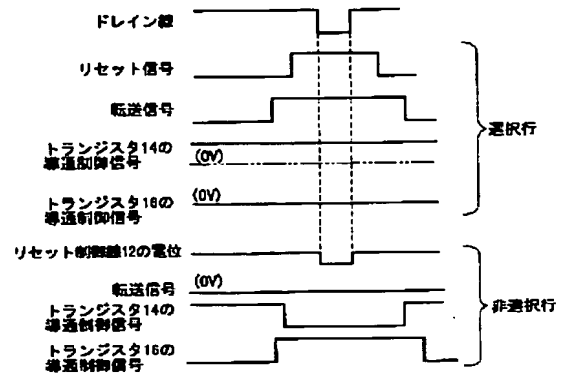 ドレイン線
リセット信号
転送信号
トランジスタ14の
導通制御信号
(0V)
トランジスタ16の
導通制御信号
(0V)
選択行
リセット制御線12の電位
転送信号
(0V)
トランジスタ14の
導通制御信号
トランジスタ16の
導通制御信号
非選択行